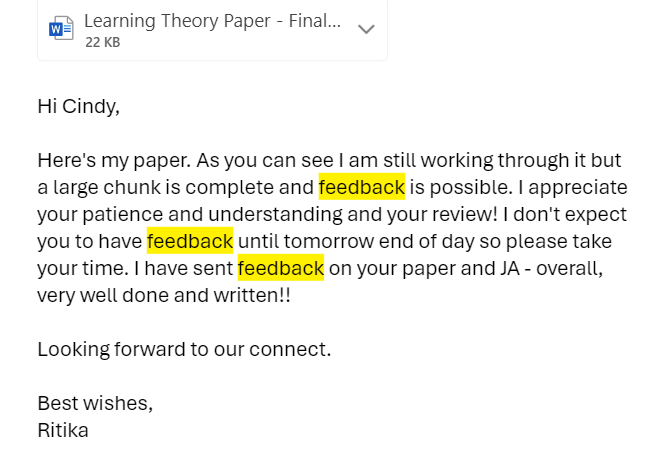 Learning Theory Paper - Final...
22 KB
Hi Cindy,
Here's my paper. As you can see I am still working through it but
a large chunk is complete and feedback is possible. I appreciate
your patience and understanding and your review! I don't expect
you to have feedback until tomorrow end of day so please take
your time. I have sent feedback on your paper and JA - overall,
very well done and written!!
Looking forward to our connect.
Best wishes,
Ritika